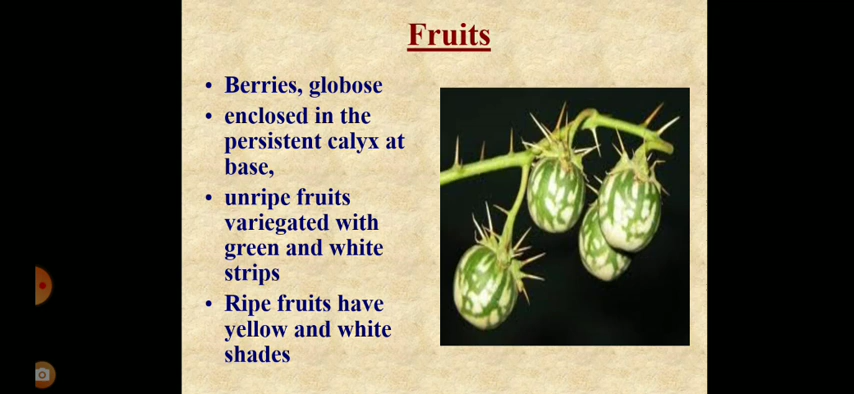 Fruits
• Berries, globose
• enclosed in the
persistent calyx at
base,
• unripe fruits
variegated with
green and white
strips
• Ripe fruits have
yellow and white
shades